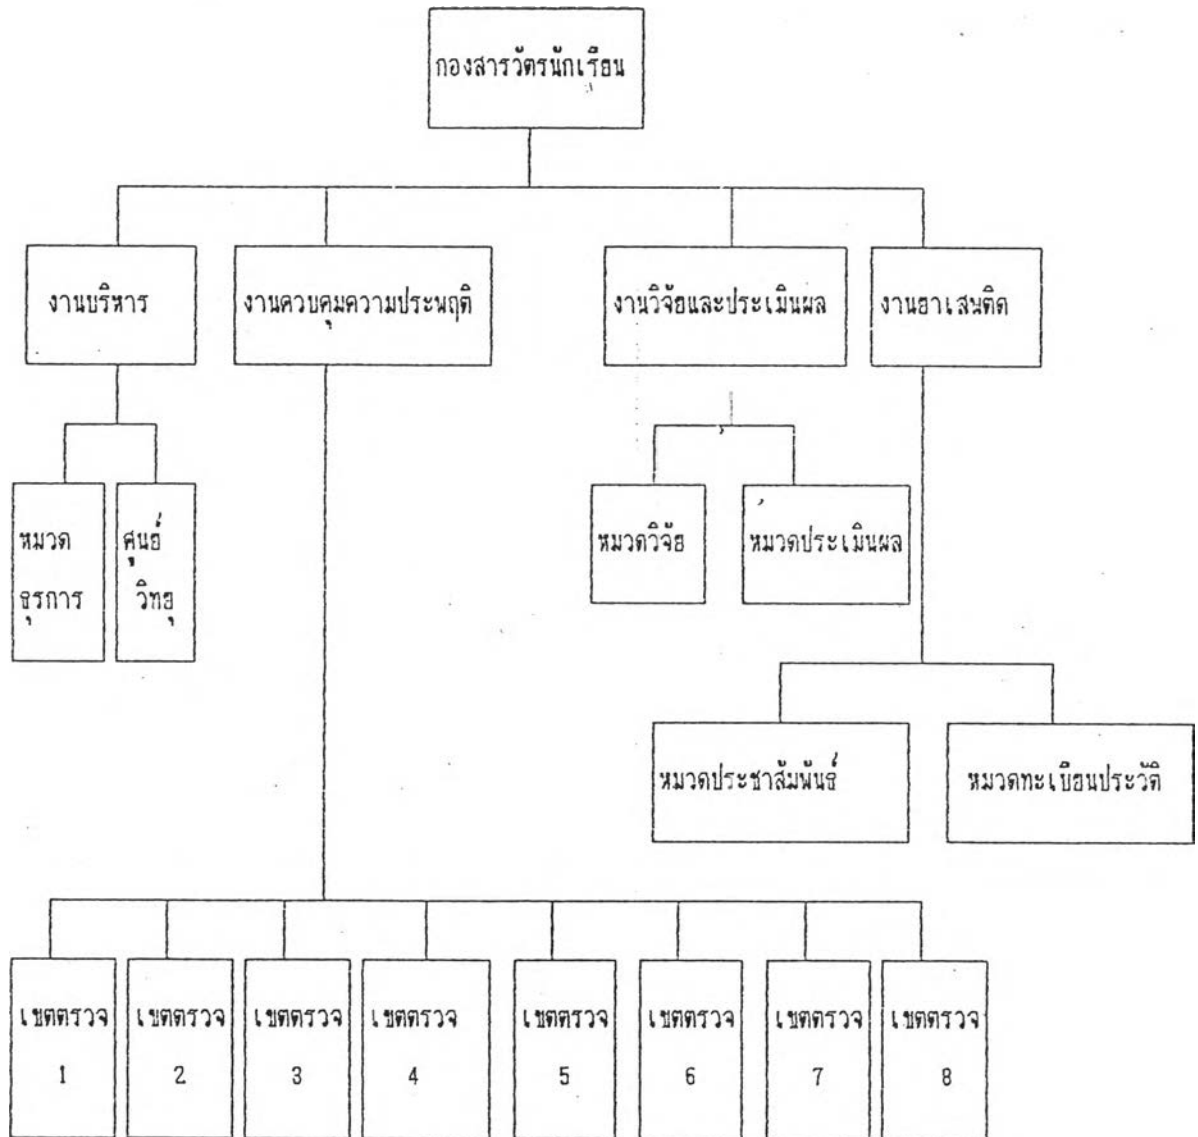 กองสารวัตรนักเรียน
งานบริหาร
งานควบคุมความประพฤติ
งานวิจัยและประเมินผล
งานยาเสพติด
หมวด
ธุรการ
ศูนย์
วิทยุ
หมวดวิจัย
หมวดประเมินผล
หมวดประชาสัมพันธ์
หมวดทะเบียนประวัติ
เขตตรวจ
1
เขตตรวจ
2
เขตตรวจ
3
เขตตรวจ
4
เขตตรวจ
5
เขตตรวจ
6
เขตตรวจ
7
เขตตรวจ
8